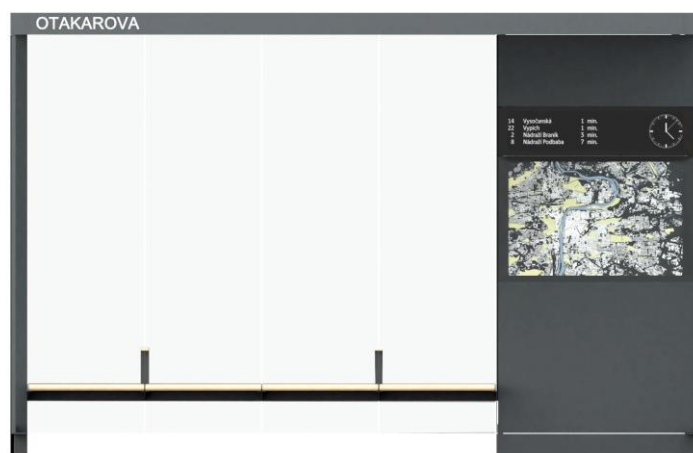 OTAKAROVA
14 Vysočanská 1 min.
22 Vypich 1 min.
2 Nádraží Braník 3 min.
8 Nádraží Podbaba 7 min.